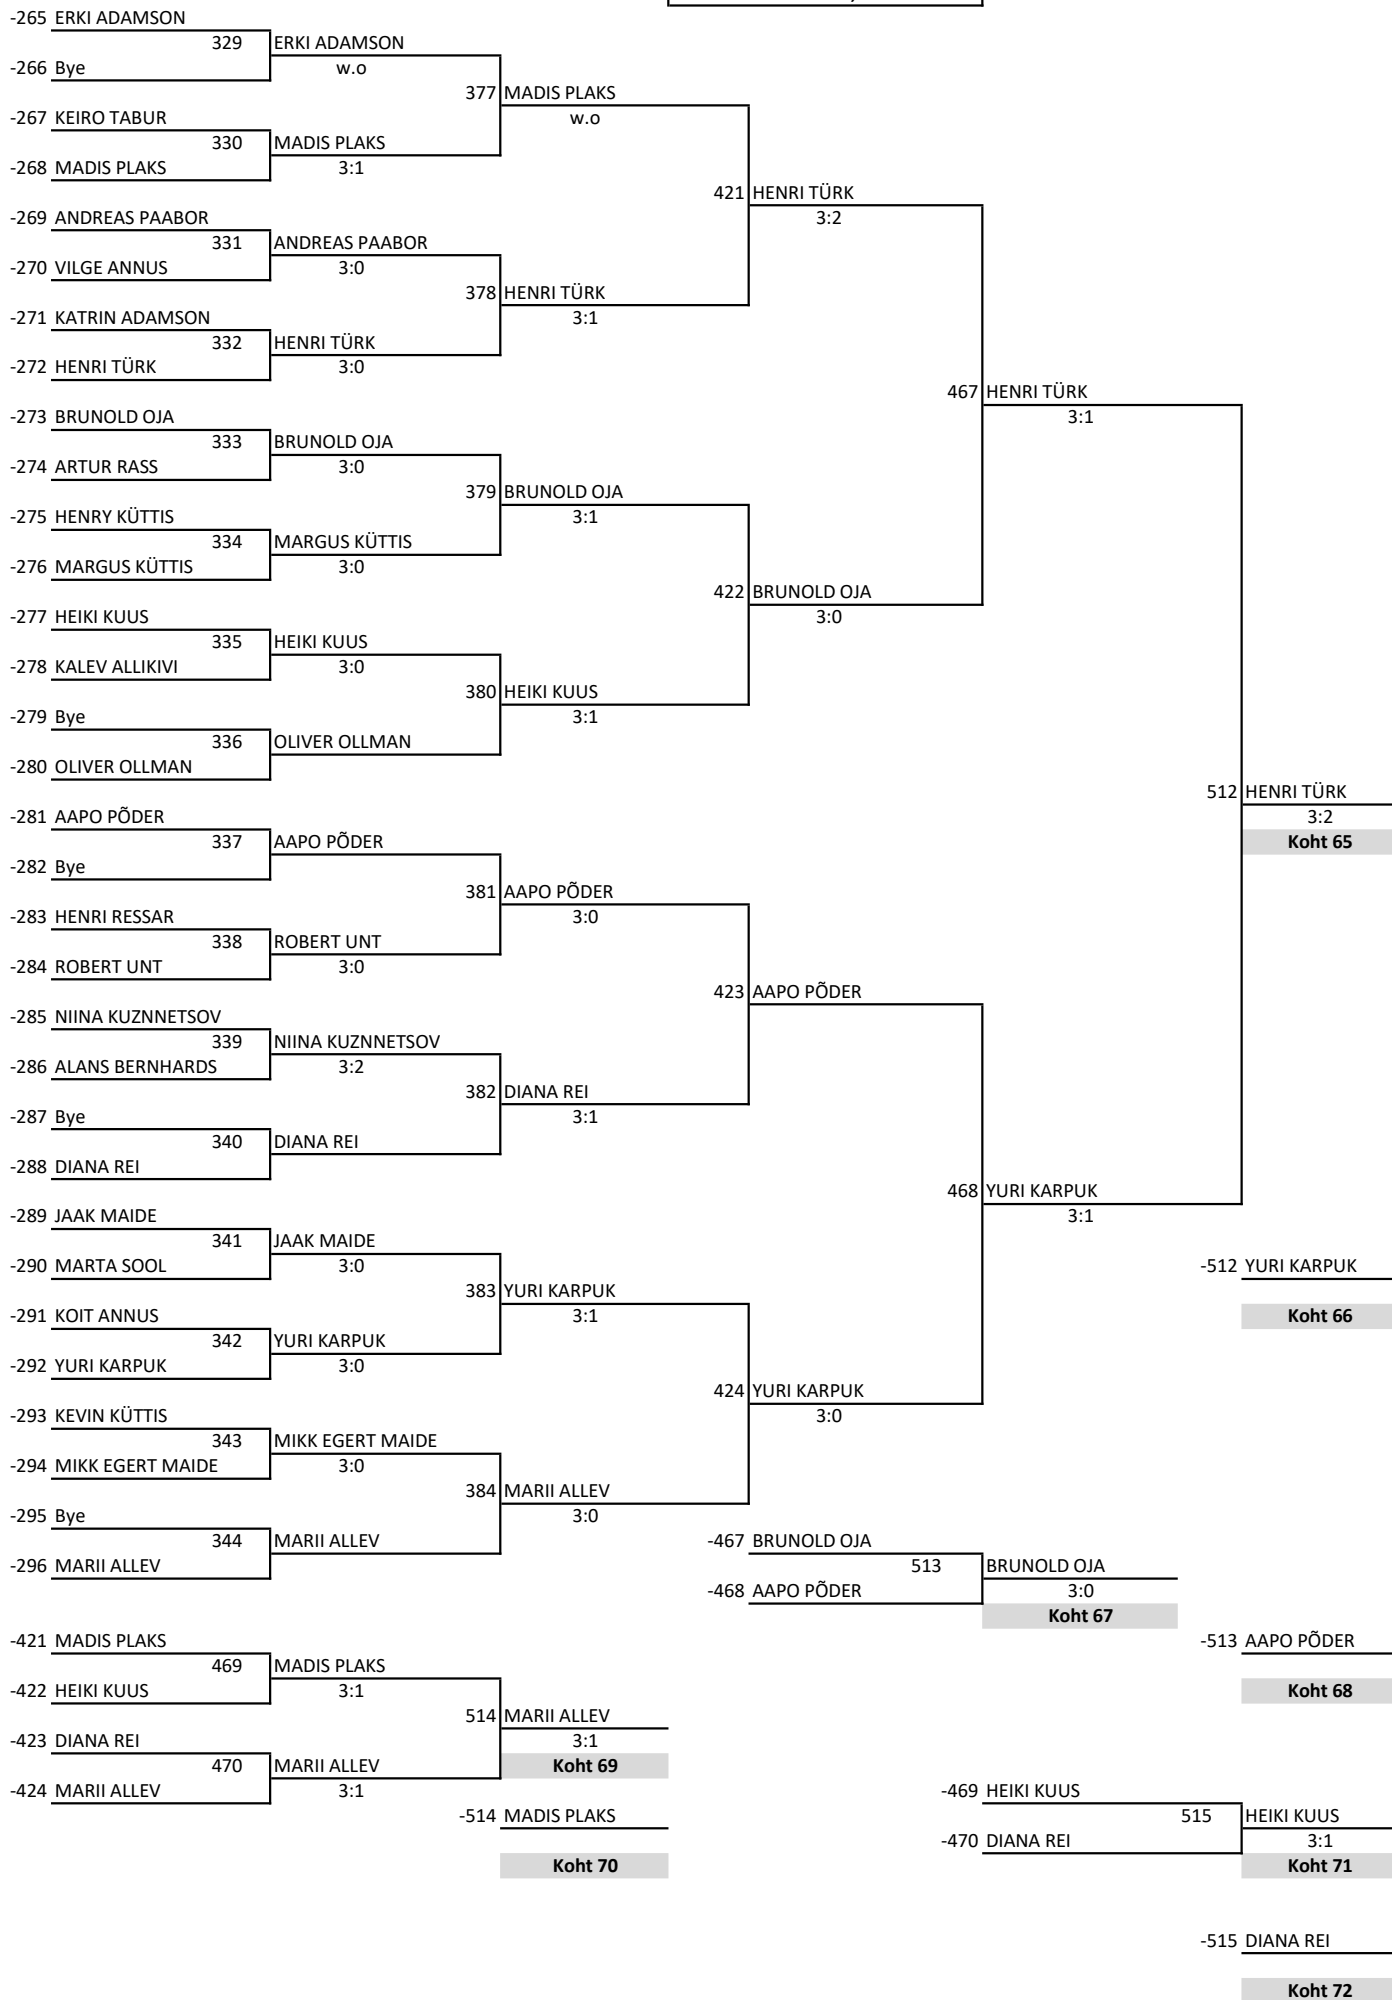 -265 ERKI ADAMSON
329 ERKI ADAMSON
-266 Bye w.o
377 MADIS PLAKS
-267 KEIRO TABUR w.o
330 MADIS PLAKS
-268 MADIS PLAKS 3:1
421 HENRI TÜRK
-269 ANDREAS PAABOR 3:2
331 ANDREAS PAABOR
-270 VILGE ANNUS 3:0
378 HENRI TÜRK
-271 KATRIN ADAMSON 3:1
332 HENRI TÜRK
-272 HENRI TÜRK 3:0
467 HENRI TÜRK
-273 BRUNOLD OJA 3:1
333 BRUNOLD OJA
-274 ARTUR RASS 3:0
379 BRUNOLD OJA
-275 HENRY KÜTTIS 3:1
334 MARGUS KÜTTIS
-276 MARGUS KÜTTIS 3:0
422 BRUNOLD OJA
-277 HEIKI KUUS 3:0
335 HEIKI KUUS
-278 KALEV ALLIKIVI 3:0
380 HEIKI KUUS
-279 Bye 3:1
336 OLIVER OLLMAN
-280 OLIVER OLLMAN
512 HENRI TÜRK
-281 AAPO PÕDER 3:2
337 AAPO PÕDER Koht 65
-282 Bye
381 AAPO PÕDER
-283 HENRI RESSAR 3:0
338 ROBERT UNT
-284 ROBERT UNT 3:0
423 AAPO PÕDER
-285 NIINA KUZNNETSOV
339 NIINA KUZNNETSOV
-286 ALANS BERNHARDS 3:2
382 DIANA REI
-287 Bye 3:1
340 DIANA REI
-288 DIANA REI
468 YURI KARPUK
-289 JAAK MAIDE 3:1
341 JAAK MAIDE
-290 MARTA SOOL 3:0 -512 YURI KARPUK
383 YURI KARPUK
-291 KOIT ANNUS 3:1 Koht 66
342 YURI KARPUK
-292 YURI KARPUK 3:0
424 YURI KARPUK
-293 KEVIN KÜTTIS 3:0
343 MIKK EGERT MAIDE
-294 MIKK EGERT MAIDE 3:0
384 MARII ALLEV
-295 Bye 3:0
344 MARII ALLEV -467 BRUNOLD OJA
-296 MARII ALLEV 513 BRUNOLD OJA
-468 AAPO PÕDER 3:0
Koht 67
-421 MADIS PLAKS -513 AAPO PÕDER
469 MADIS PLAKS
-422 HEIKI KUUS 3:1 Koht 68
514 MARII ALLEV
-423 DIANA REI 3:1
470 MARII ALLEV Koht 69
-424 MARII ALLEV 3:1 -469 HEIKI KUUS
-514 MADIS PLAKS 515 HEIKI KUUS
-470 DIANA REI 3:1
Koht 70 Koht 71
-515 DIANA REI
Koht 72